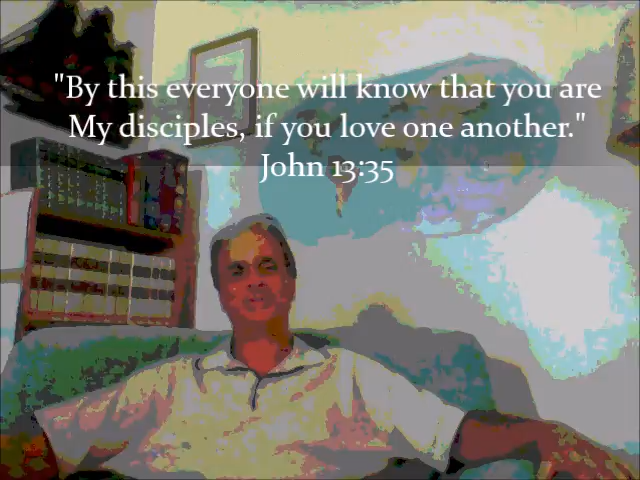 "By this everyone will know that you are
My disciples, if you love one another."
John 13:35